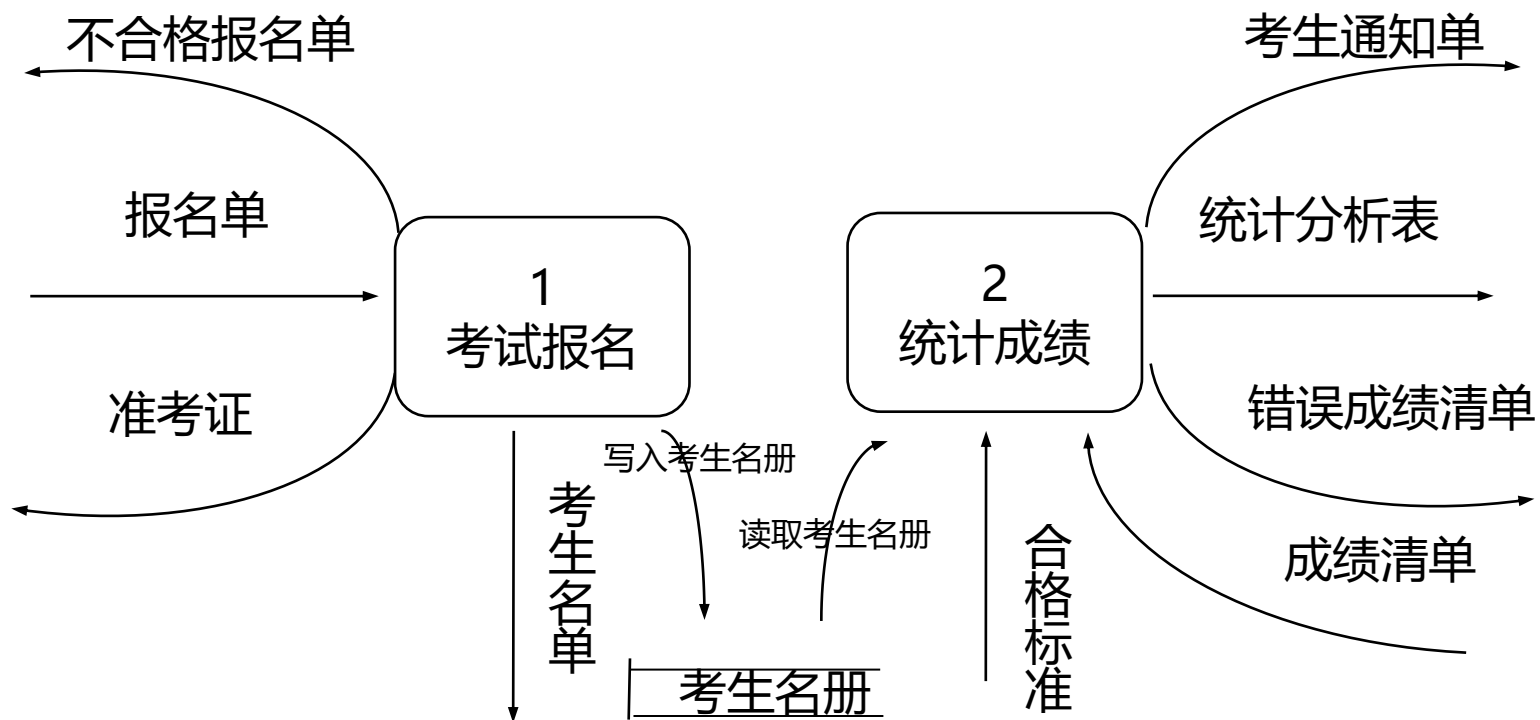 不合格报名单
考生通知单
报名单
统计分析表
1
考试报名
2
统计成绩
准考证
错误成绩清单
写入考生名册
考生名单
读取考生名册
合格标准
成绩清单
考生名册